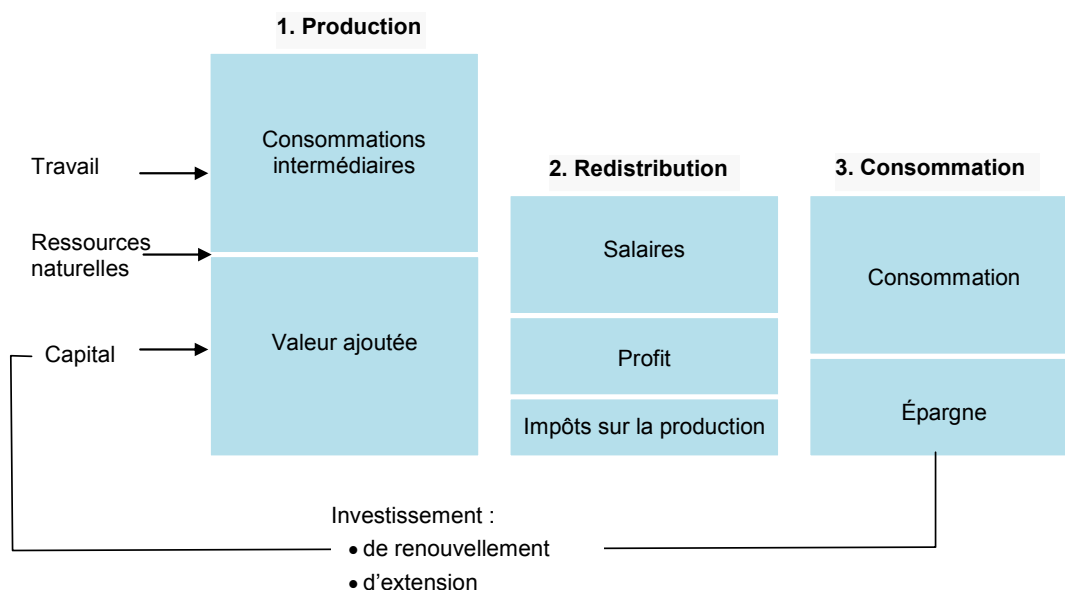 1. Production
Consommations
intermédiaires
Travail
Ressources
naturelles
Capital
Valeur ajoutée
2. Redistribution
Salaires
Profit
Impôts sur la production
3. Consommation
Consommation
Épargne
Investissement :
• de renouvellement
• d'extension